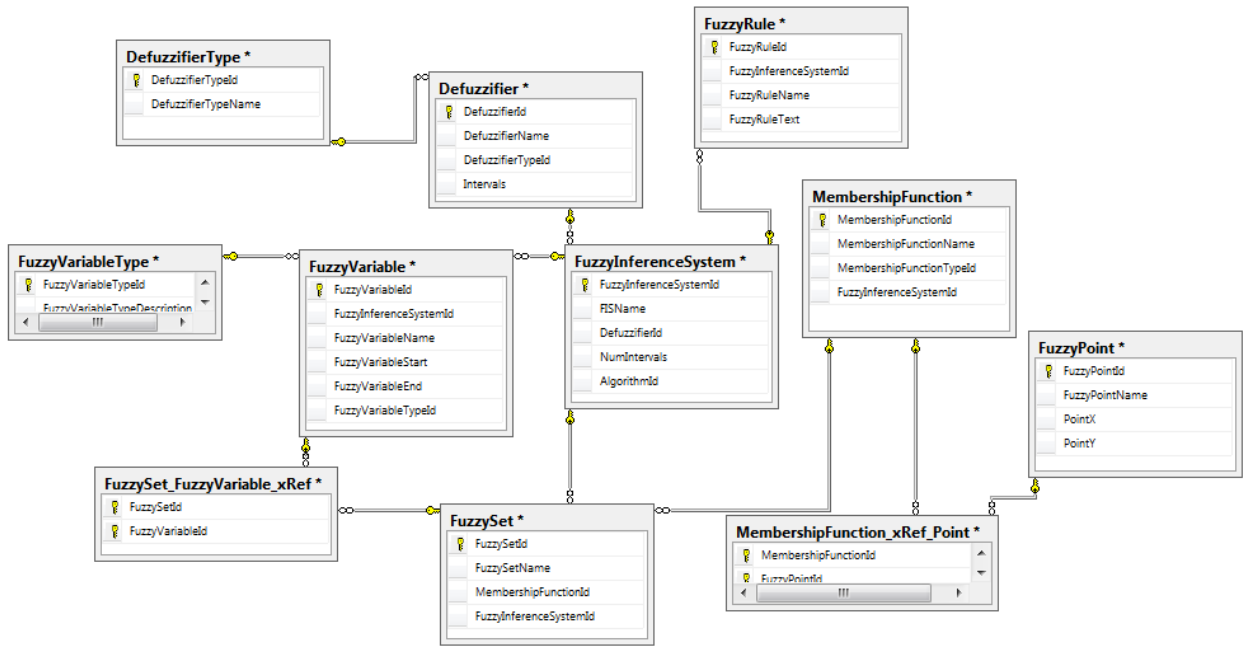 DefuzzifierType *
DefuzzifierTypeId
DefuzzifierTypeName
Defuzzifier *
DefuzzifierId
DefuzzifierName
DefuzzifierTypeId
Intervals
FuzzyRule *
FuzzyRuleId
FuzzyInferenceSystemId
FuzzyRuleName
FuzzyRuleText
MembershipFunction *
MembershipFunctionId
MembershipFunctionName
MembershipFunctionTypeId
FuzzyInferenceSystemId
FuzzyVariableType *
FuzzyVariableTypeId
FuzzyVariableTypeDescription
FuzzyVariable *
FuzzyVariableId
FuzzyInferenceSystemId
FuzzyVariableName
FuzzyVariableStart
FuzzyVariableEnd
FuzzyVariableTypeId
FuzzyInferenceSystem *
FuzzyInferenceSystemId
FISName
DefuzzifierId
NumIntervals
AlgorithmId
FuzzyPoint *
FuzzyPointId
FuzzyPointName
PointX
PointY
FuzzySet_FuzzyVariable_xRef *
FuzzySetId
FuzzyVariableId
FuzzySet *
FuzzySetId
FuzzySetName
MembershipFunctionId
FuzzyInferenceSystemId
MembershipFunction_xRef_Point *
MembershipFunctionId
FuzzyPointId